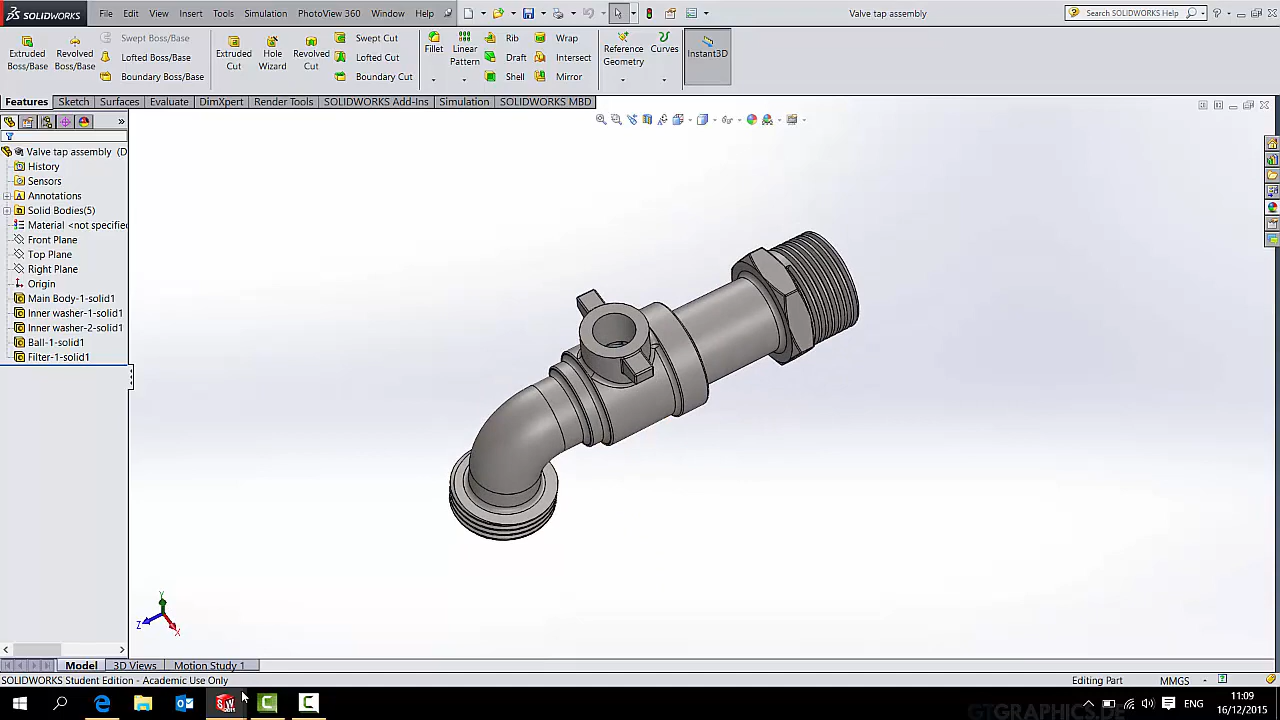 SOLIDWORKS File Edit View Insert Tools Simulation PhotoView 360 Window Help Valve tap assembly Search SOLIDWORKS Help
Extruded Boss/Base
Revolved Boss/Base
Swept Boss/Base
Lofted Boss/Base
Boundary Boss/Base
Extruded Cut
Hole Wizard
Revolved Cut
Swept Cut
Lofted Cut
Boundary Cut
Fillet
Linear Pattern
Rib
Draft
Shell
Wrap
Intersect
Mirror
Reference Geometry
Curves
Instant3D
Features Sketch Surfaces Evaluate DimXpert Render Tools SOLIDWORKS Add-Ins Simulation SOLIDWORKS MBD
Valve tap assembly (D
History
Sensors
Annotations
Solid Bodies(5)
Material <not specifie
Front Plane
Top Plane
Right Plane
Origin
Main Body-1-solid1
Inner washer-1-solid1
Inner washer-2-solid1
Ball-1-solid1
Filter-1-solid1
Y
Z
X
Model 3D Views Motion Study 1
SOLIDWORKS Student Edition - Academic Use Only Editing Part MMGS
ENG
11:09
16/12/2015
GTGRAPHICS.DE